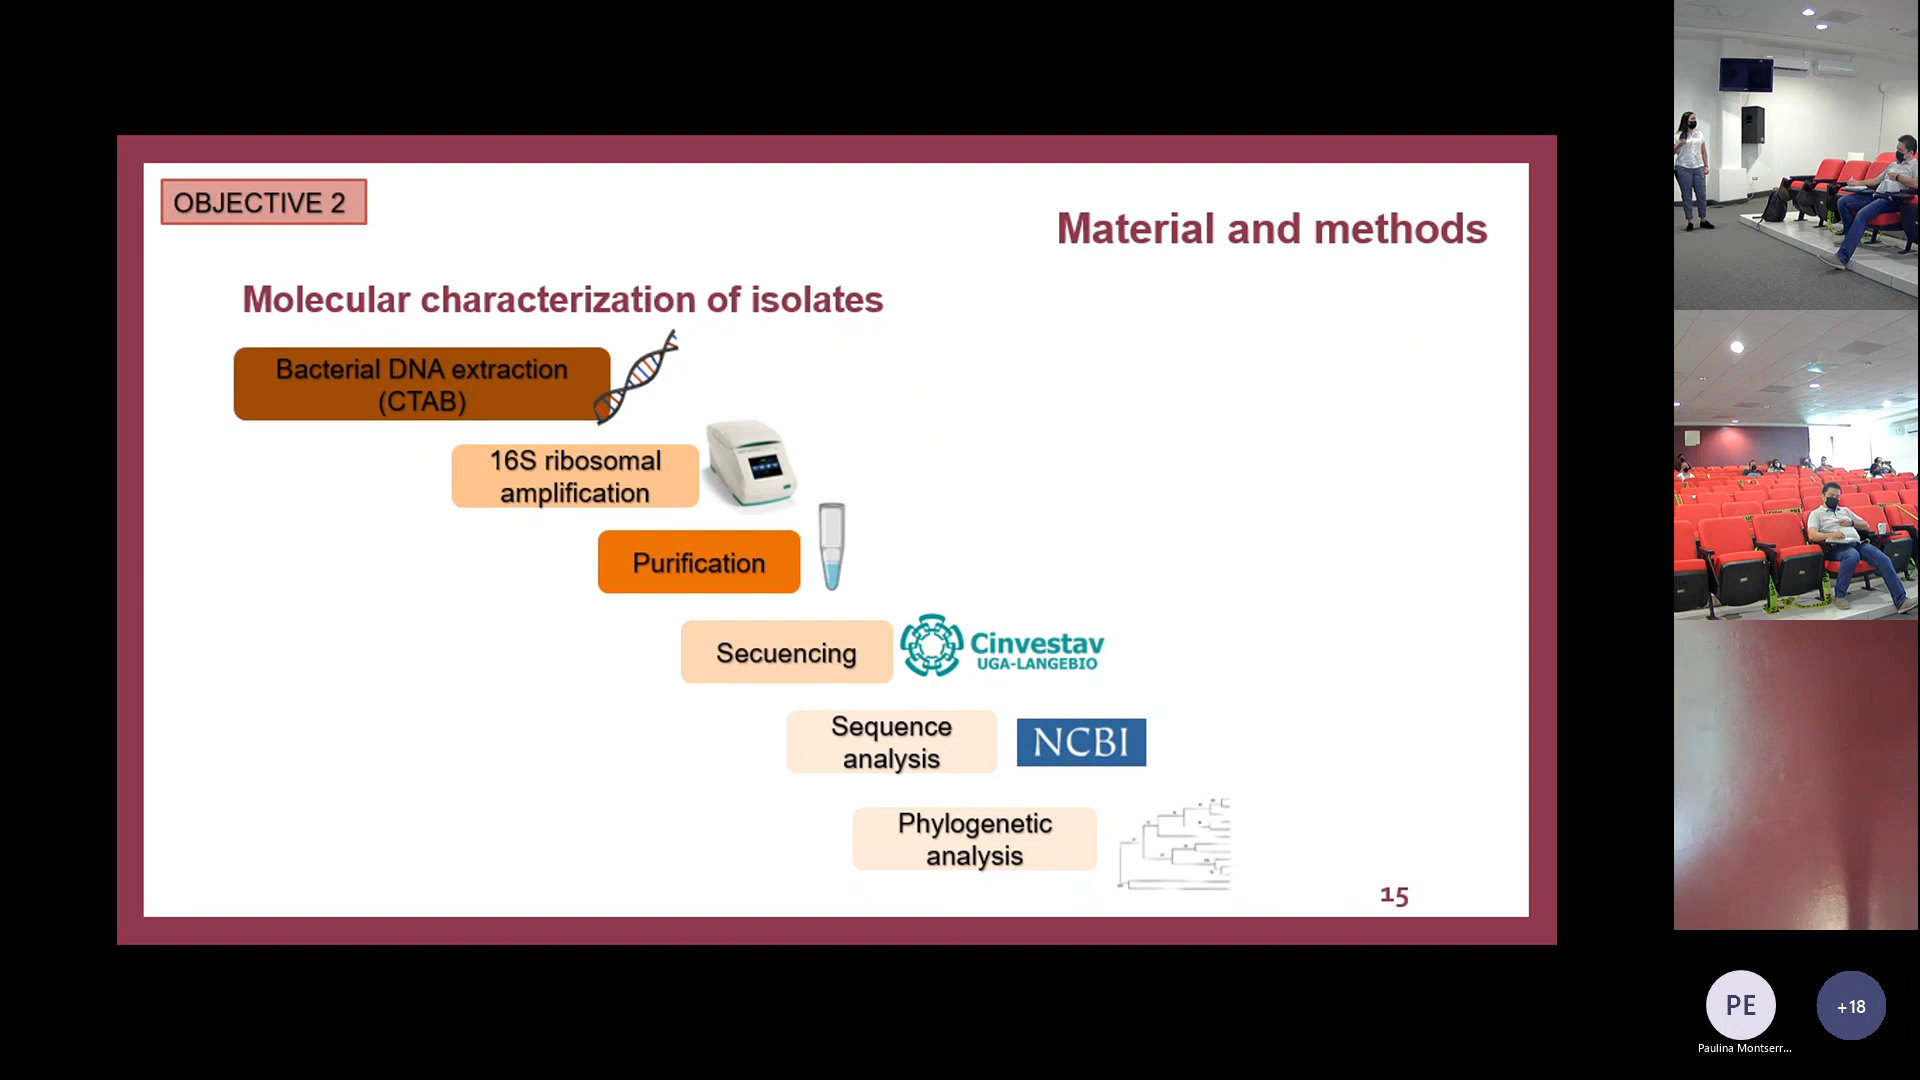 OBJECTIVE 2
Material and methods
Molecular characterization of isolates
Bacterial DNA extraction
(CTAB)
16S ribosomal
amplification
Purification
Secuencing
Cinvestav
UGA-LANGEBIO
Sequence
analysis
NCBI
Phylogenetic
analysis
15
PE
+18
Paulina Montserr...